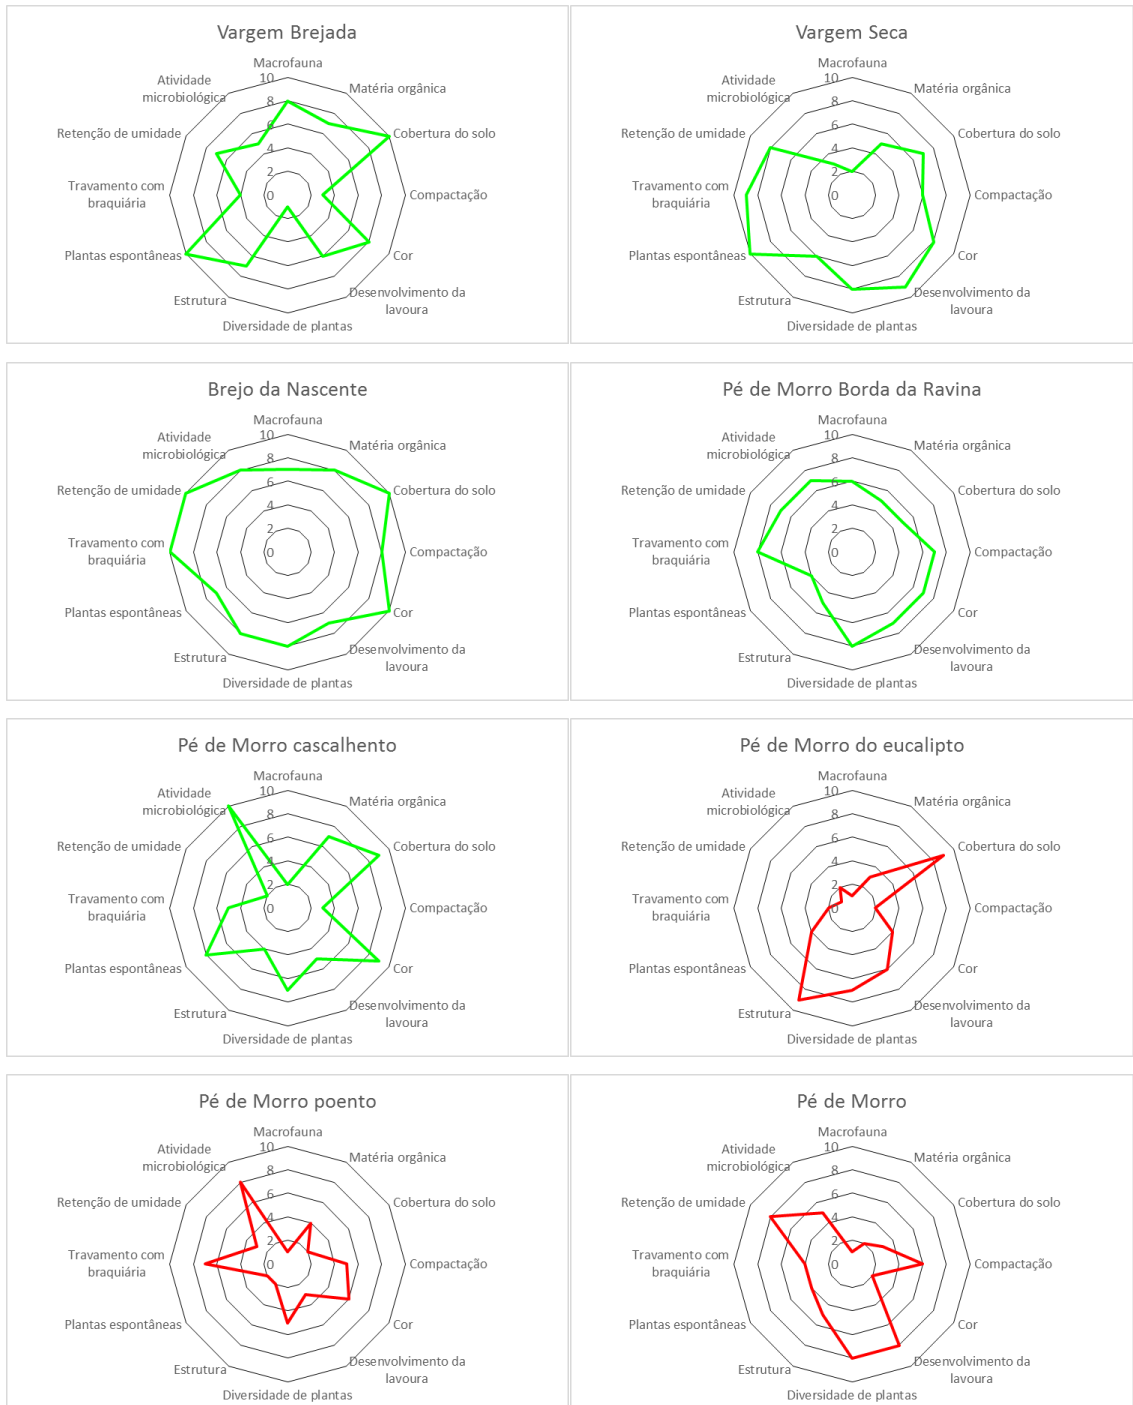 Vargem Brejada
Macrofauna
10
Atividade
microbiológica
Matéria orgânica
8
Retenção de umidade
6
Cobertura do solo
4
2
Travamento com
braquiária
0
Compactação
Plantas espontâneas
Cor
Estrutura
Desenvolvimento da
lavoura
Diversidade de plantas
Vargem Seca
Macrofauna
10
Atividade
microbiológica
Matéria orgânica
8
Retenção de umidade
6
Cobertura do solo
4
2
Travamento com
braquiária
0
Compactação
Plantas espontâneas
Cor
Estrutura
Desenvolvimento da
lavoura
Diversidade de plantas
Brejo da Nascente
Macrofauna
10
Atividade
microbiológica
Matéria orgânica
8
Retenção de umidade
6
Cobertura do solo
4
2
Travamento com
braquiária
0
Compactação
Plantas espontâneas
Cor
Estrutura
Desenvolvimento da
lavoura
Diversidade de plantas
Pé de Morro Borda da Ravina
Macrofauna
10
Atividade
microbiológica
Matéria orgânica
8
Retenção de umidade
6
Cobertura do solo
4
2
Travamento com
braquiária
0
Compactação
Plantas espontâneas
Cor
Estrutura
Desenvolvimento da
lavoura
Diversidade de plantas
Pé de Morro cascalhento
Macrofauna
10
Atividade
microbiológica
Matéria orgânica
8
Retenção de umidade
6
Cobertura do solo
4
2
Travamento com
braquiária
0
Compactação
Plantas espontâneas
Cor
Estrutura
Desenvolvimento da
lavoura
Diversidade de plantas
Pé de Morro do eucalipto
Macrofauna
10
Atividade
microbiológica
Matéria orgânica
8
Retenção de umidade
6
Cobertura do solo
4
2
Travamento com
braquiária
0
Compactação
Plantas espontâneas
Cor
Estrutura
Desenvolvimento da
lavoura
Diversidade de plantas
Pé de Morro poento
Macrofauna
10
Atividade
microbiológica
Matéria orgânica
8
Retenção de umidade
6
Cobertura do solo
4
2
Travamento com
braquiária
0
Compactação
Plantas espontâneas
Cor
Estrutura
Desenvolvimento da
lavoura
Diversidade de plantas
Pé de Morro
Macrofauna
10
Atividade
microbiológica
Matéria orgânica
8
Retenção de umidade
6
Cobertura do solo
4
2
Travamento com
braquiária
0
Compactação
Plantas espontâneas
Cor
Estrutura
Desenvolvimento da
lavoura
Diversidade de plantas